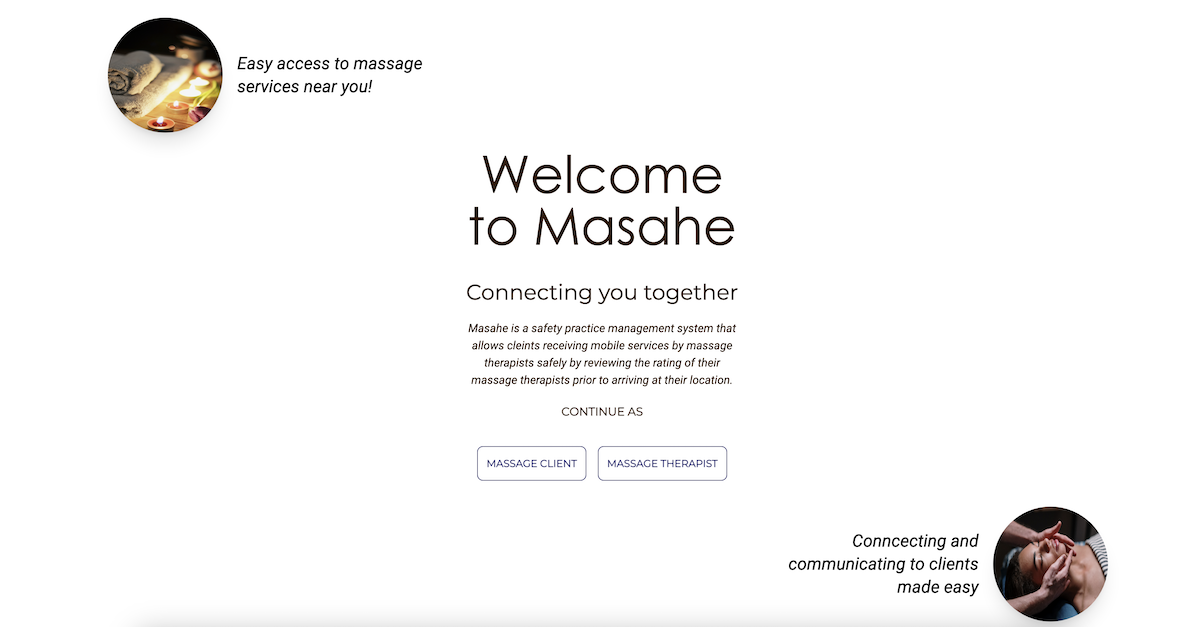 Easy access to massage
services near you!
Welcome
to Masahe
Connecting you together
Masahe is a safety practice management system that
allows cleints receiving mobile services by massage
therapists safely by reviewing the rating of their
massage therapists prior to arriving at their location.
CONTINUE AS
MASSAGE CLIENT
MASSAGE THERAPIST
Conncecting and
communicating to clients
made easy